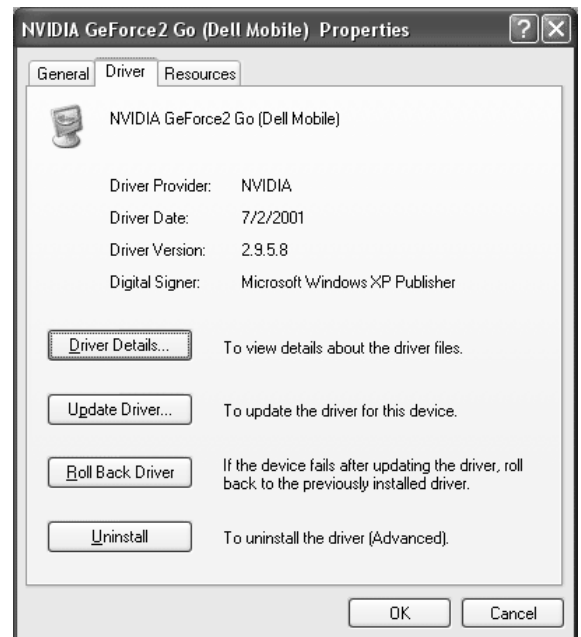 NVIDIA GeForce2 Go (Dell Mobile) Properties
General Driver Resources
NVIDIA GeForce2 Go (Dell Mobile)
Driver Provider: NVIDIA
Driver Date: 7/2/2001
Driver Version: 2.9.5.8
Digital Signer: Microsoft Windows XP Publisher
Driver Details... To view details about the driver files.
Update Driver... To update the driver for this device.
Roll Back Driver If the device fails after updating the driver, roll
back to the previously installed driver.
Uninstall To uninstall the driver (Advanced).
OK Cancel